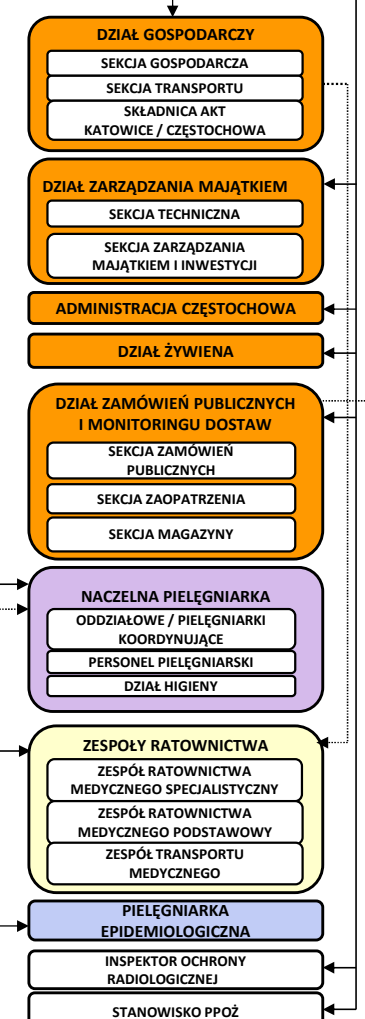 DZIAŁ GOSPODARCZY
SEKCJA GOSPODARCZA
SEKCJA TRANSPORTU
SKŁADNICA AKT
KATOWICE / CZĘSTOCHOWA
DZIAŁ ZARZĄDZANIA MAJĄTKIEM
SEKCJA TECHNICZNA
SEKCJA ZARZĄDZANIA
MAJĄTKIEM I INWESTYCJI
ADMINISTRACJA CZĘSTOCHOWA
DZIAŁ ŻYWIENA
DZIAŁ ZAMÓWIEŃ PUBLICZNYCH
I MONITORINGU DOSTAW
SEKCJA ZAMÓWIEŃ
PUBLICZNYCH
SEKCJA ZAOPATRZENIA
SEKCJA MAGAZYNY
NACZELNA PIELĘGNIARKA
ODDZIAŁOWE / PIELĘGNIARKI
KOORDYNUJĄCE
PERSONEL PIELĘGNIARSKI
DZIAŁ HIGIENY
ZESPOŁY RATOWNICTWA
ZESPÓŁ RATOWNICTWA
MEDYCZNEGO SPECJALISTYCZNY
ZESPÓŁ RATOWNICTWA
MEDYCZNEGO PODSTAWOWY
ZESPÓŁ TRANSPORTU
MEDYCZNEGO
PIELĘGNIARKA
EPIDEMIOLOGICZNA
INSPEKTOR OCHRONY
RADIOLOGICZNEJ
STANOWISKO PPOŻ